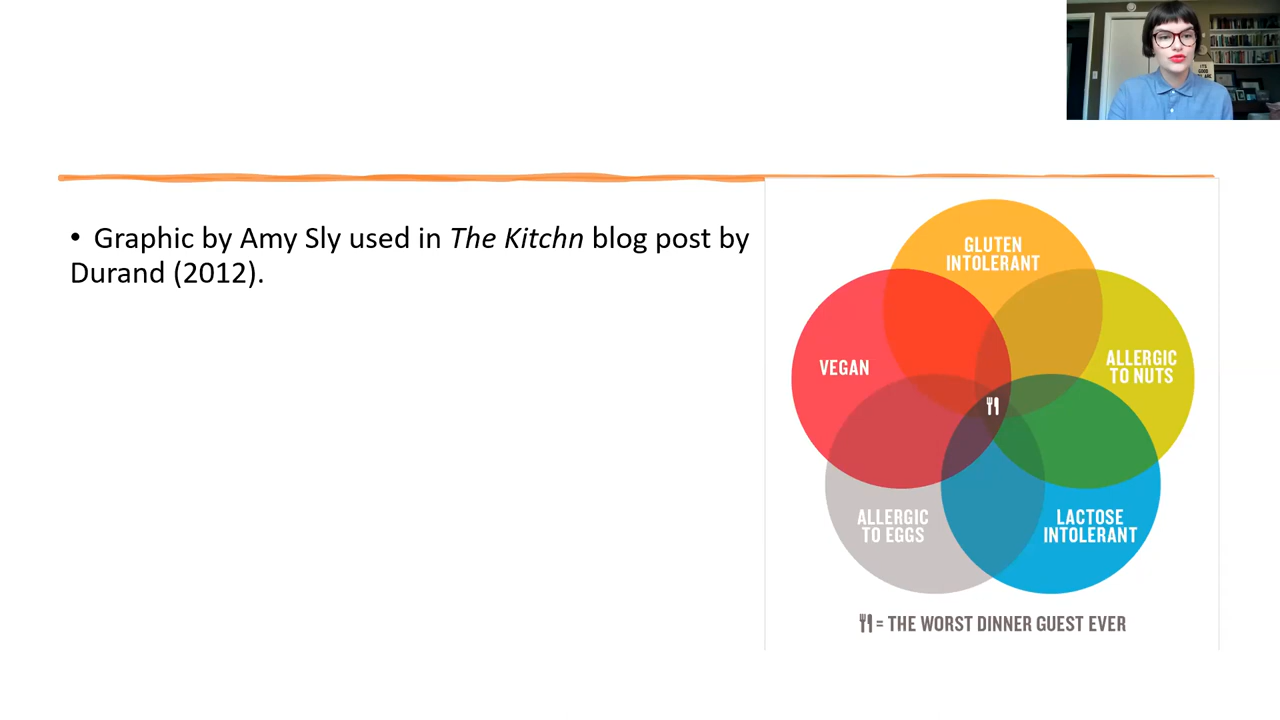 • Graphic by Amy Sly used in The Kitchn blog post by
Durand (2012).
GLUTEN
INTOLERANT
VEGAN
ALLERGIC
TO NUTS
ALLERGIC
TO EGGS
LACTOSE
INTOLERANT
= THE WORST DINNER GUEST EVER